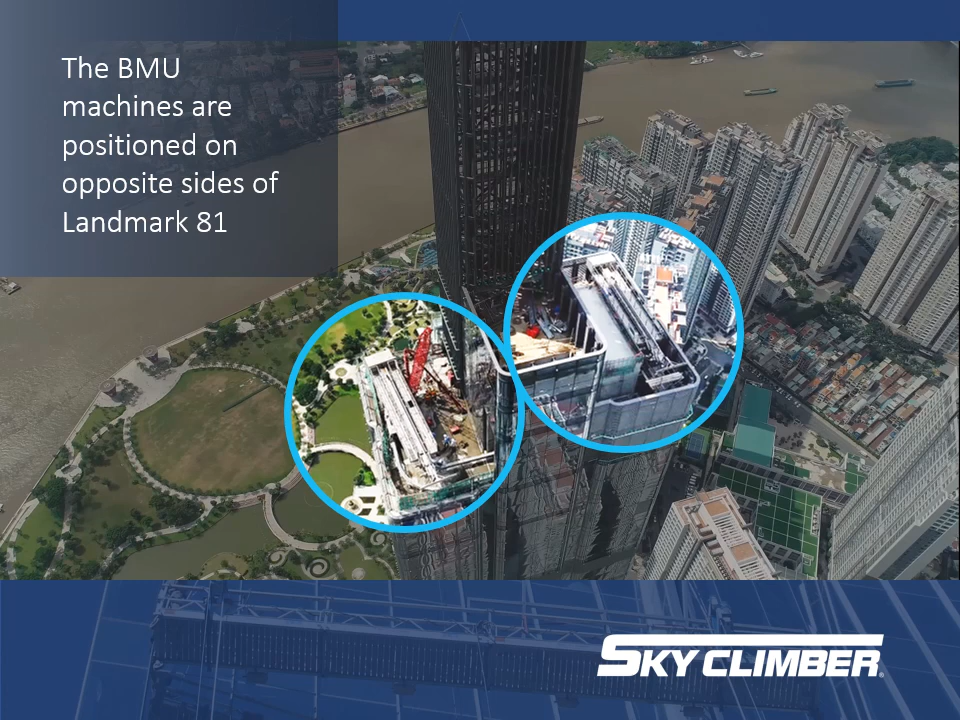 The BMU
machines are
positioned on
opposite sides of
Landmark 81
SKY CLIMBER®